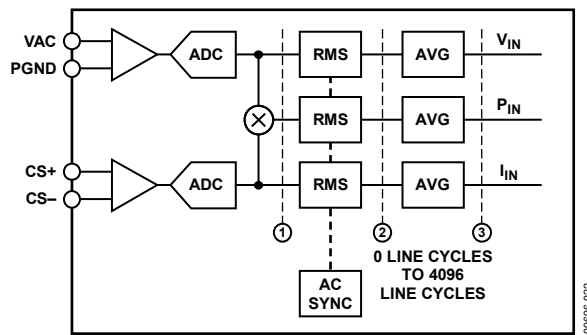 VAC
PGND
ADC
RMS
AVG
VIN
RMS
AVG
PIN
CS+
CS–
ADC
RMS
AVG
IIN
1
2
3
0 LINE CYCLES
TO 4096
LINE CYCLES
AC
SYNC